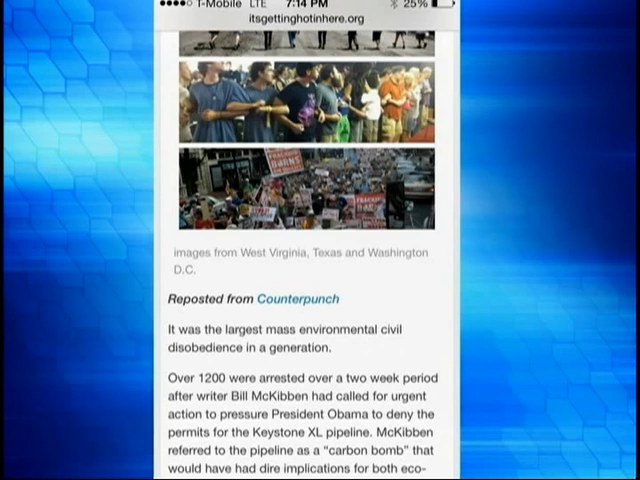 T-Mobile LTE 7:14 PM 25%
itsgettinghotinhere.org
FRACKING
BURNS
images from West Virginia, Texas and Washington
D.C.
Reposted from Counterpunch
It was the largest mass environmental civil
disobedience in a generation.
Over 1200 were arrested over a two week period
after writer Bill McKibben had called for urgent
action to pressure President Obama to deny the
permits for the Keystone XL pipeline. McKibben
referred to the pipeline as a “carbon bomb” that
would have had dire implications for both eco-